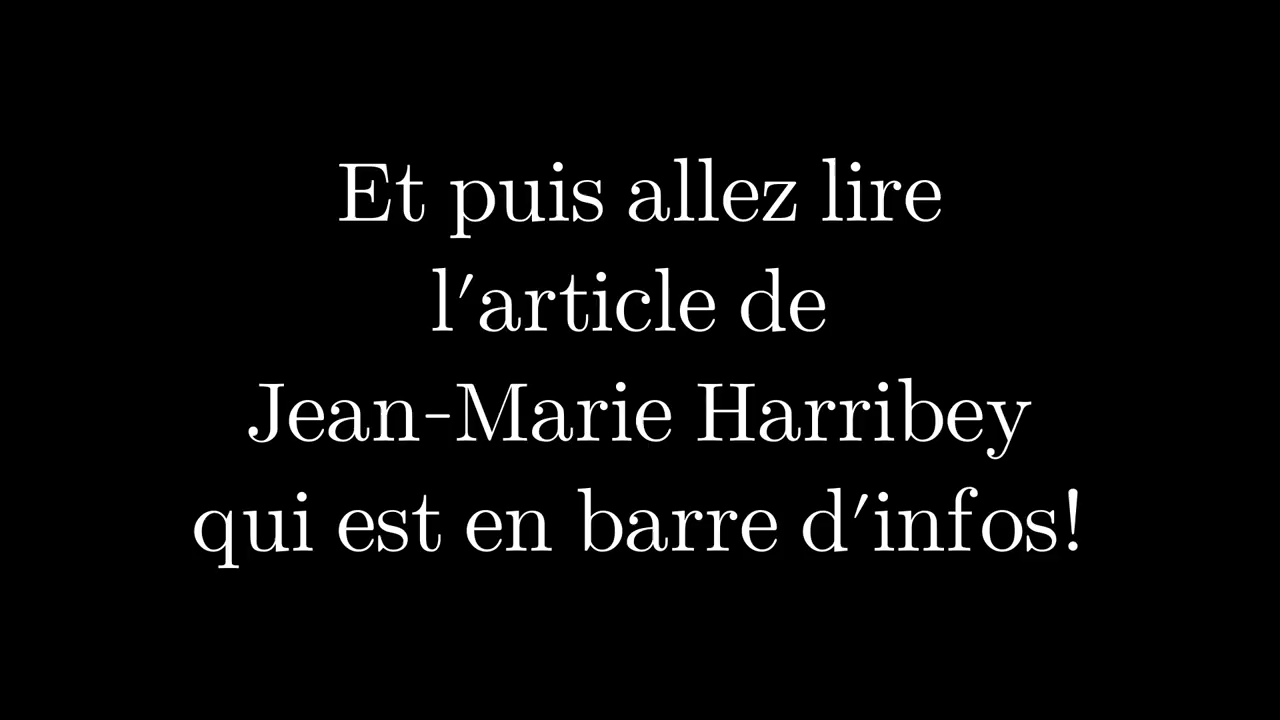 Et puis allez lire
l'article de
Jean-Marie Harribey
qui est en barre d'infos!